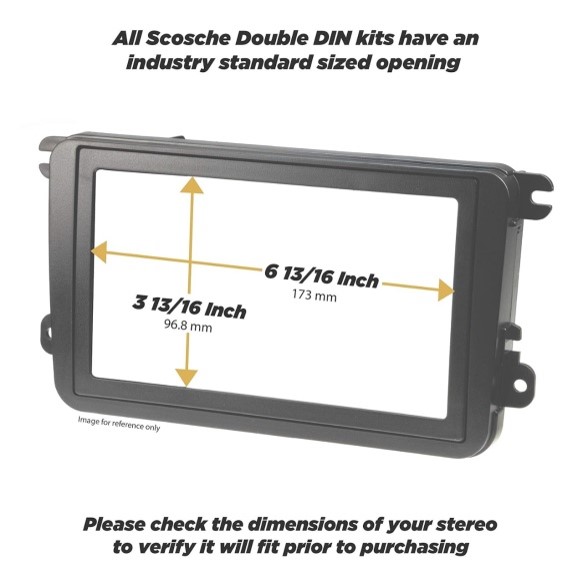 All Scosche Double DIN kits have an
industry standard sized opening
6 13/16 Inch
173 mm
3 13/16 Inch
96.8 mm
Image for reference only
Please check the dimensions of your stereo
to verify it will fit prior to purchasing